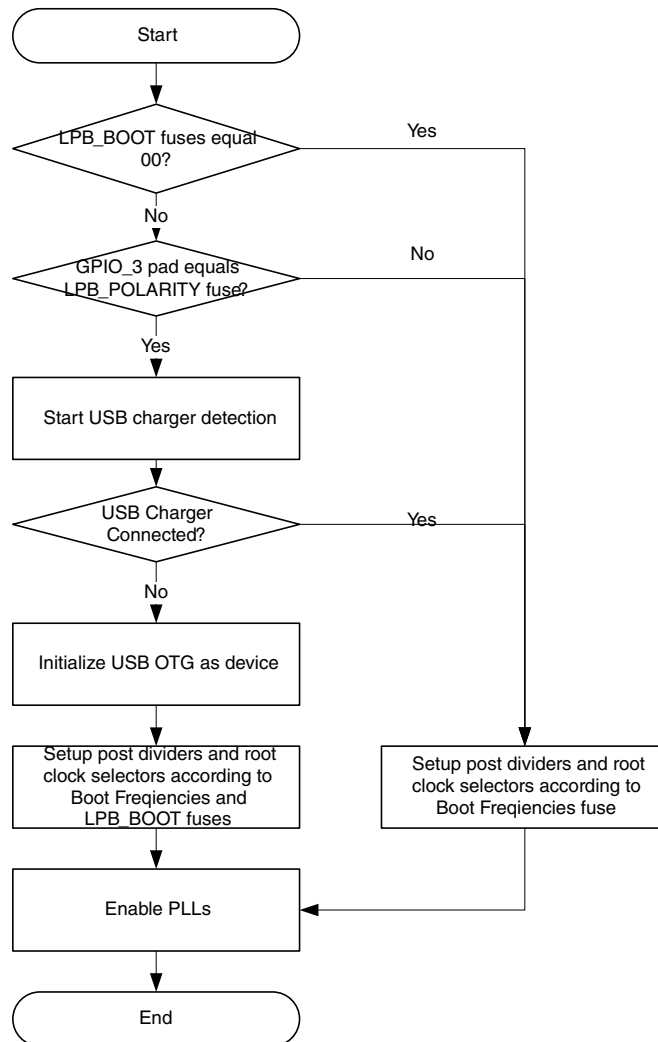 Start
LPB_BOOT fuses equal
00?
Yes
No
GPIO_3 pad equals
LPB_POLARITY fuse?
No
Yes
Start USB charger detection
USB Charger
Connected?
Yes
No
Initialize USB OTG as device
Setup post dividers and root
clock selectors according to
Boot Freqiencies and
LPB_BOOT fuses
Setup post dividers and root
clock selectors according to
Boot Freqiencies fuse
Enable PLLs
End